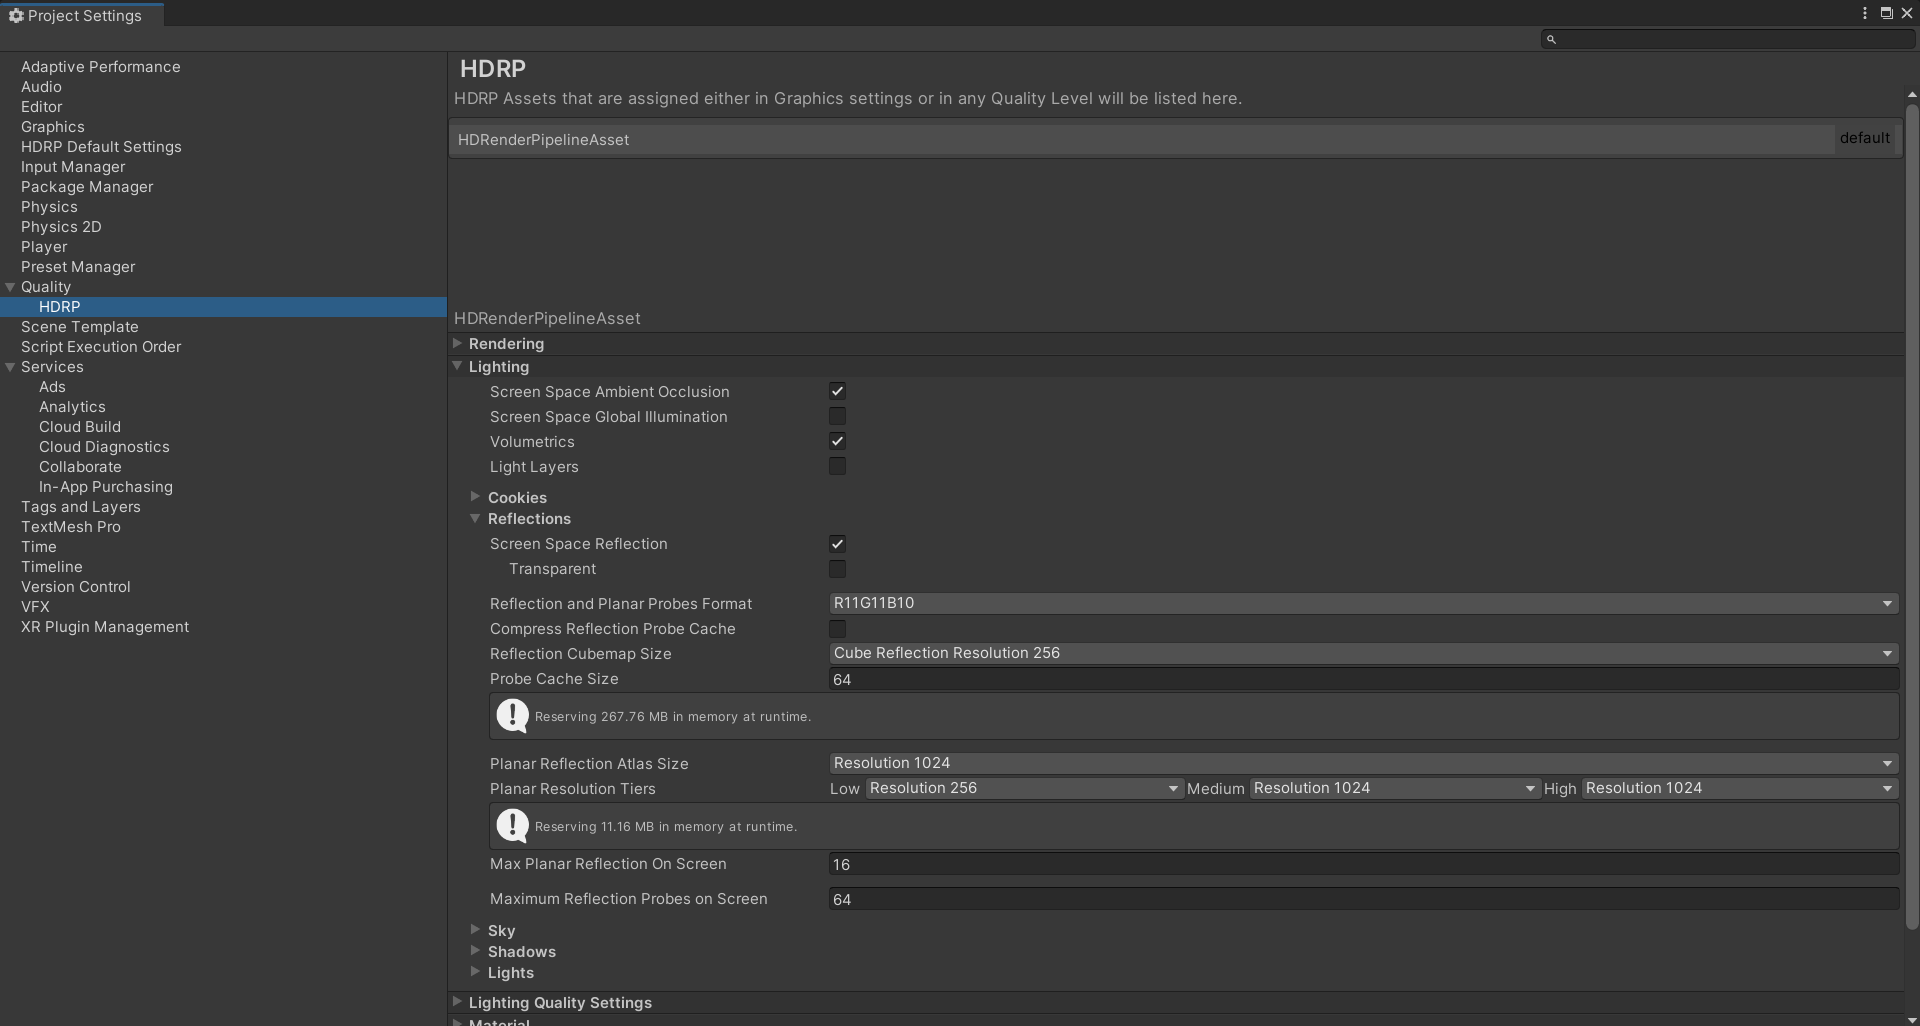 Project Settings
Adaptive Performance
Audio
Editor
Graphics
HDRP Default Settings
Input Manager
Package Manager
Physics
Physics 2D
Player
Preset Manager
Quality
HDRP
Scene Template
Script Execution Order
Services
Ads
Analytics
Cloud Build
Cloud Diagnostics
Collaborate
In-App Purchasing
Tags and Layers
TextMesh Pro
Time
Timeline
Version Control
VFX
XR Plugin Management
HDRP
HDRP Assets that are assigned either in Graphics settings or in any Quality Level will be listed here.
HDRenderPipelineAsset default
HDRenderPipelineAsset
Rendering
Lighting
Screen Space Ambient Occlusion
Screen Space Global Illumination
Volumetrics
Light Layers
Cookies
Reflections
Screen Space Reflection
Transparent
Reflection and Planar Probes Format R11G11B10
Compress Reflection Probe Cache
Reflection Cubemap Size Cube Reflection Resolution 256
Probe Cache Size 64
Reserving 267.76 MB in memory at runtime.
Planar Reflection Atlas Size Resolution 1024
Planar Resolution Tiers Low Resolution 256 Medium Resolution 1024 High Resolution 1024
Reserving 11.16 MB in memory at runtime.
Max Planar Reflection On Screen 16
Maximum Reflection Probes on Screen 64
Sky
Shadows
Lights
Lighting Quality Settings
Material